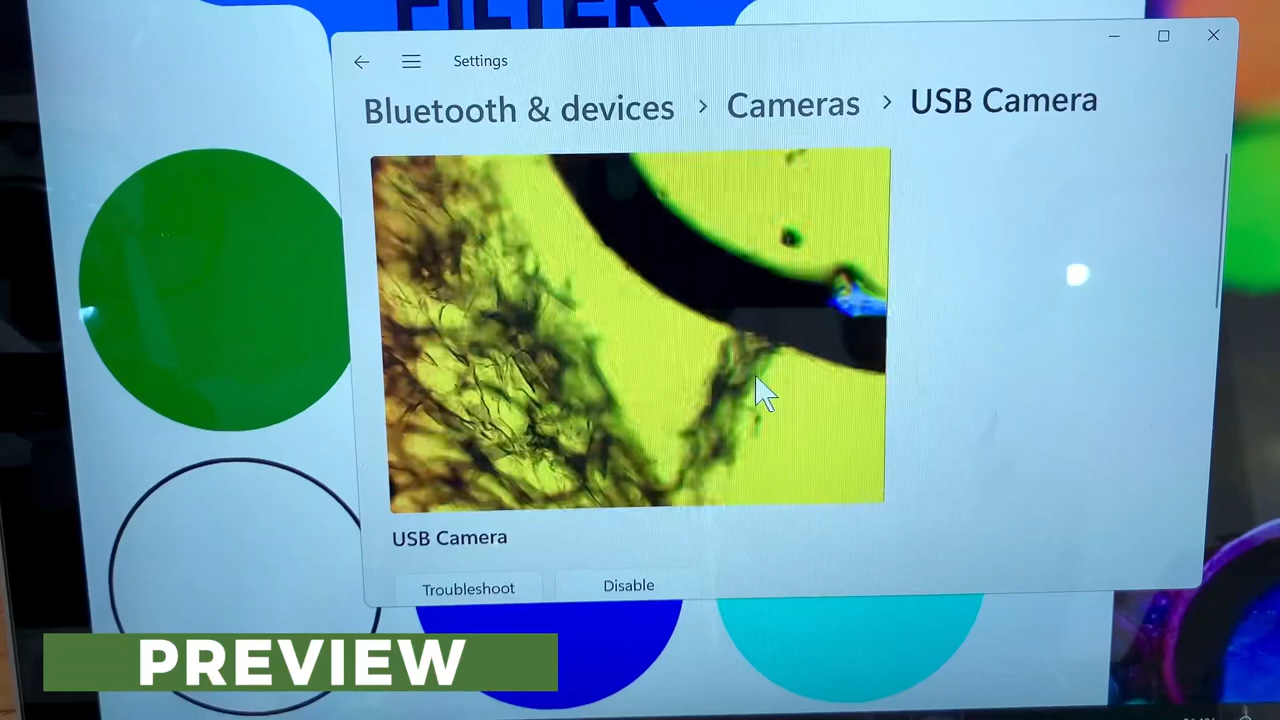 FILTER
Settings
Bluetooth & devices > Cameras > USB Camera
USB Camera
Troubleshoot
Disable
PREVIEW